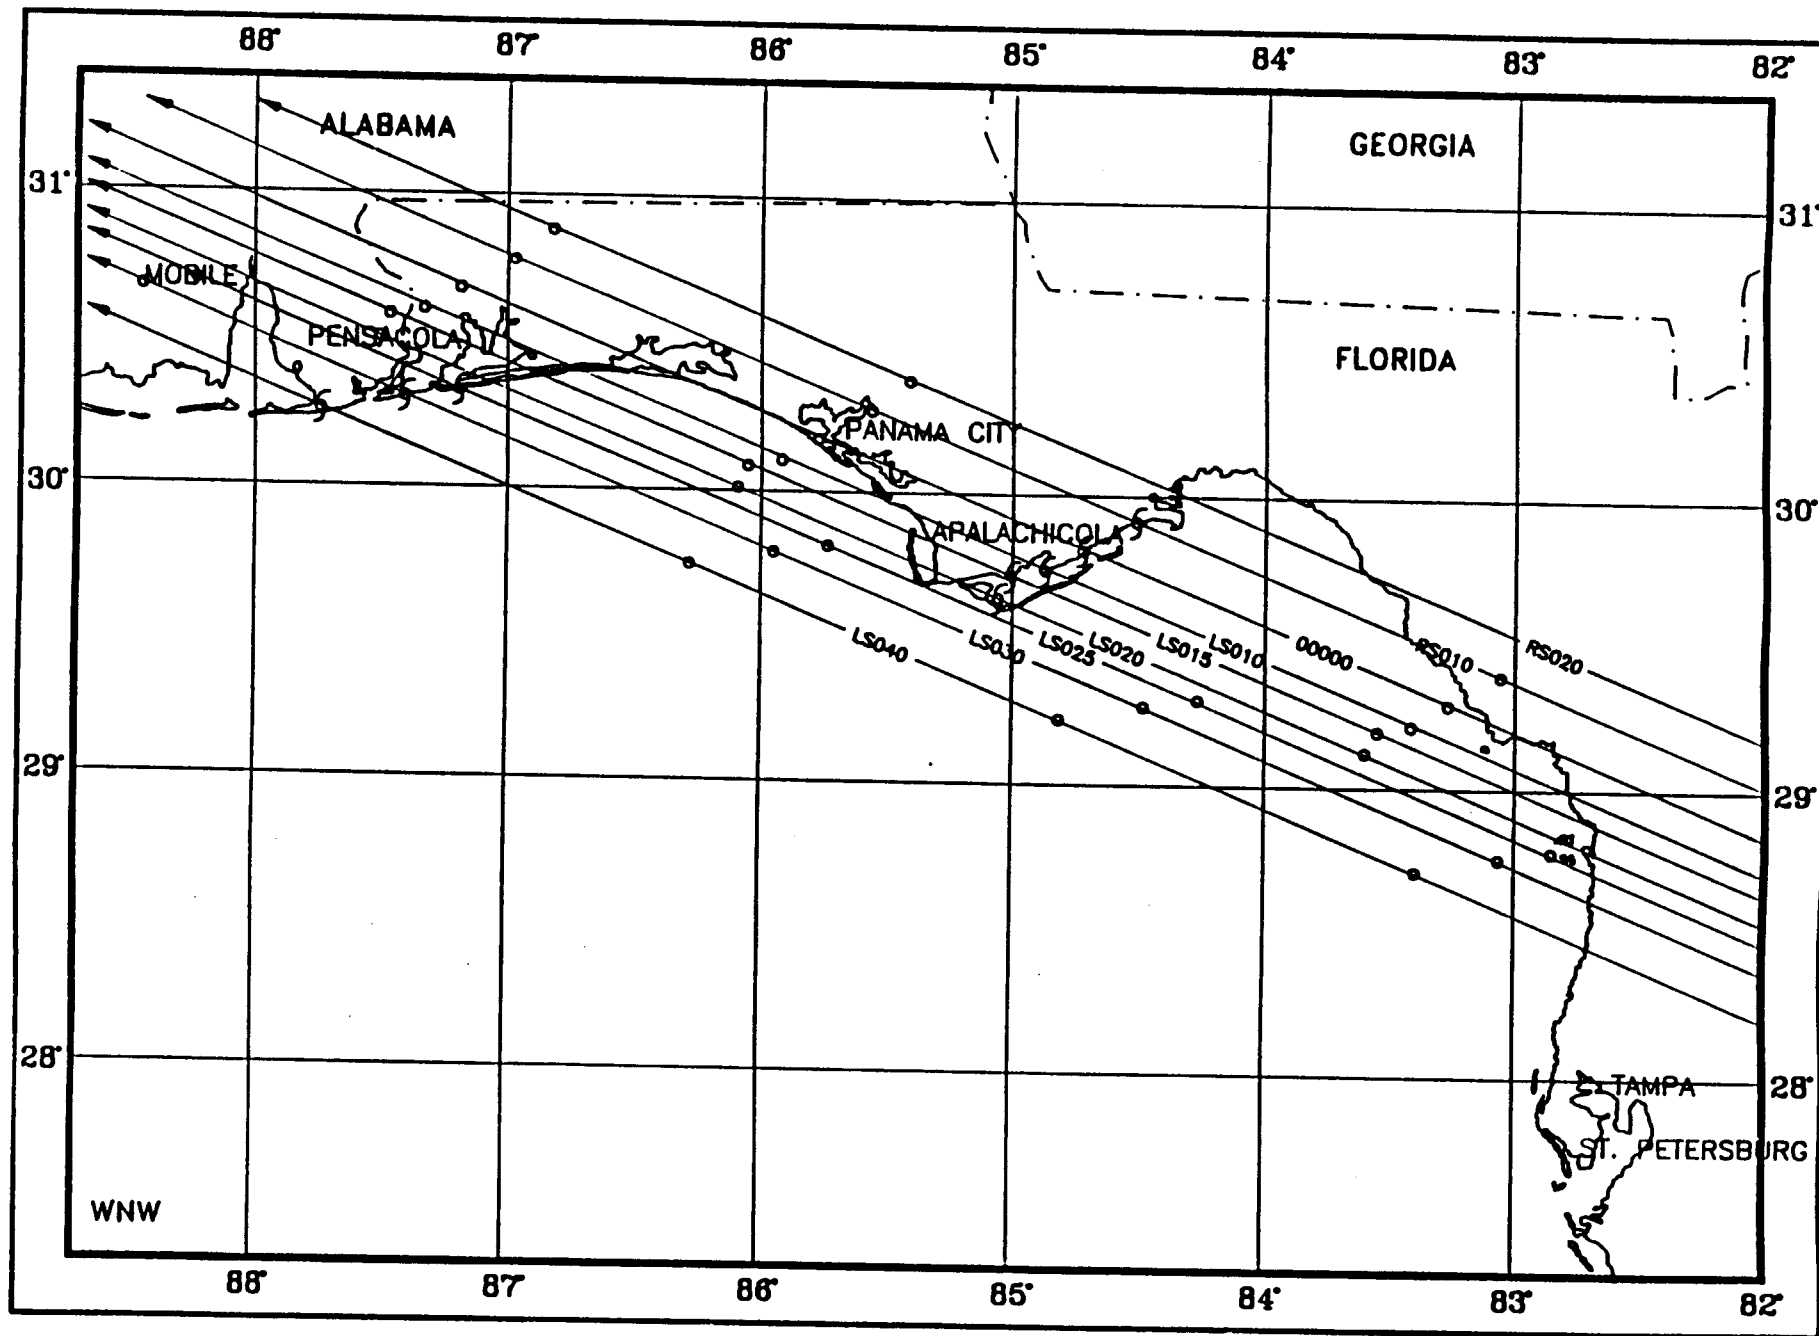 88° 87° 86° 85° 84° 83° 82°
ALABAMA
GEORGIA
31° 31°
MOBILE
PENSACOLA
FLORIDA
PANAMA CIT
30° 30°
APALACHICOLA
LS040 LS030 LS025 LS020 LS015 LS010 00000 RS010 RS020
29° 29°
28° 28°
TAMPA
ST. PETERSBURG
WNW
88° 87° 86° 85° 84° 83° 82°